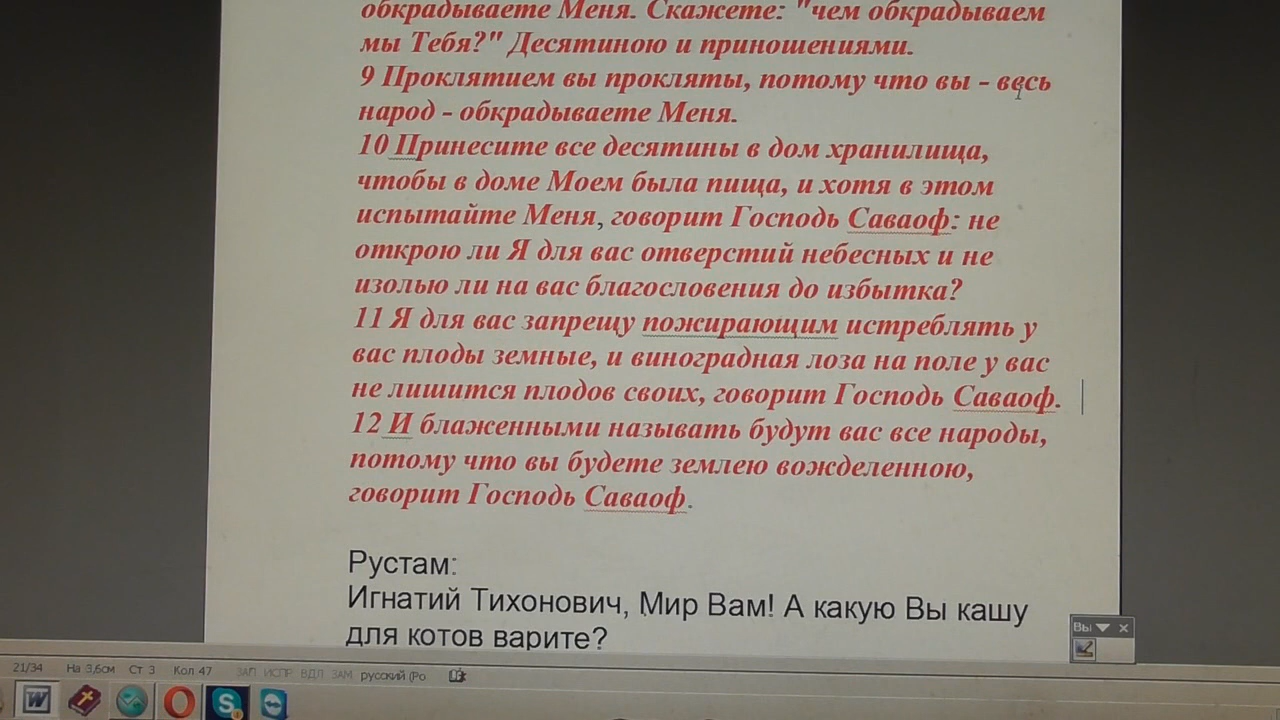 обкрадываете Меня. Скажете: "чем обкрадываем
мы Тебя?" Десятиною и приношениями.
9 Проклятием вы прокляты, потому что вы - весь
народ - обкрадываете Меня.
10 Принесите все десятины в дом хранилища,
чтобы в доме Моем была пища, и хотя в этом
испытайте Меня, говорит Господь Саваоф: не
открою ли Я для вас отверстий небесных и не
изолью ли на вас благословения до избытка?
11 Я для вас запрещу пожирающим истреблять у
вас плоды земные, и виноградная лоза на поле у вас
не лишится плодов своих, говорит Господь Саваоф.
12 И блаженными называть будут вас все народы,
потому что вы будете землею вожделенною,
говорит Господь Саваоф.
Рустам:
Игнатий Тихонович, Мир Вам! А какую Вы кашу
для котов варите?
Вы
21/34 На 3,6см Ст 3 Кол 47 ЗАП ИСПР ВДЛ ЗАМ русский (Ро